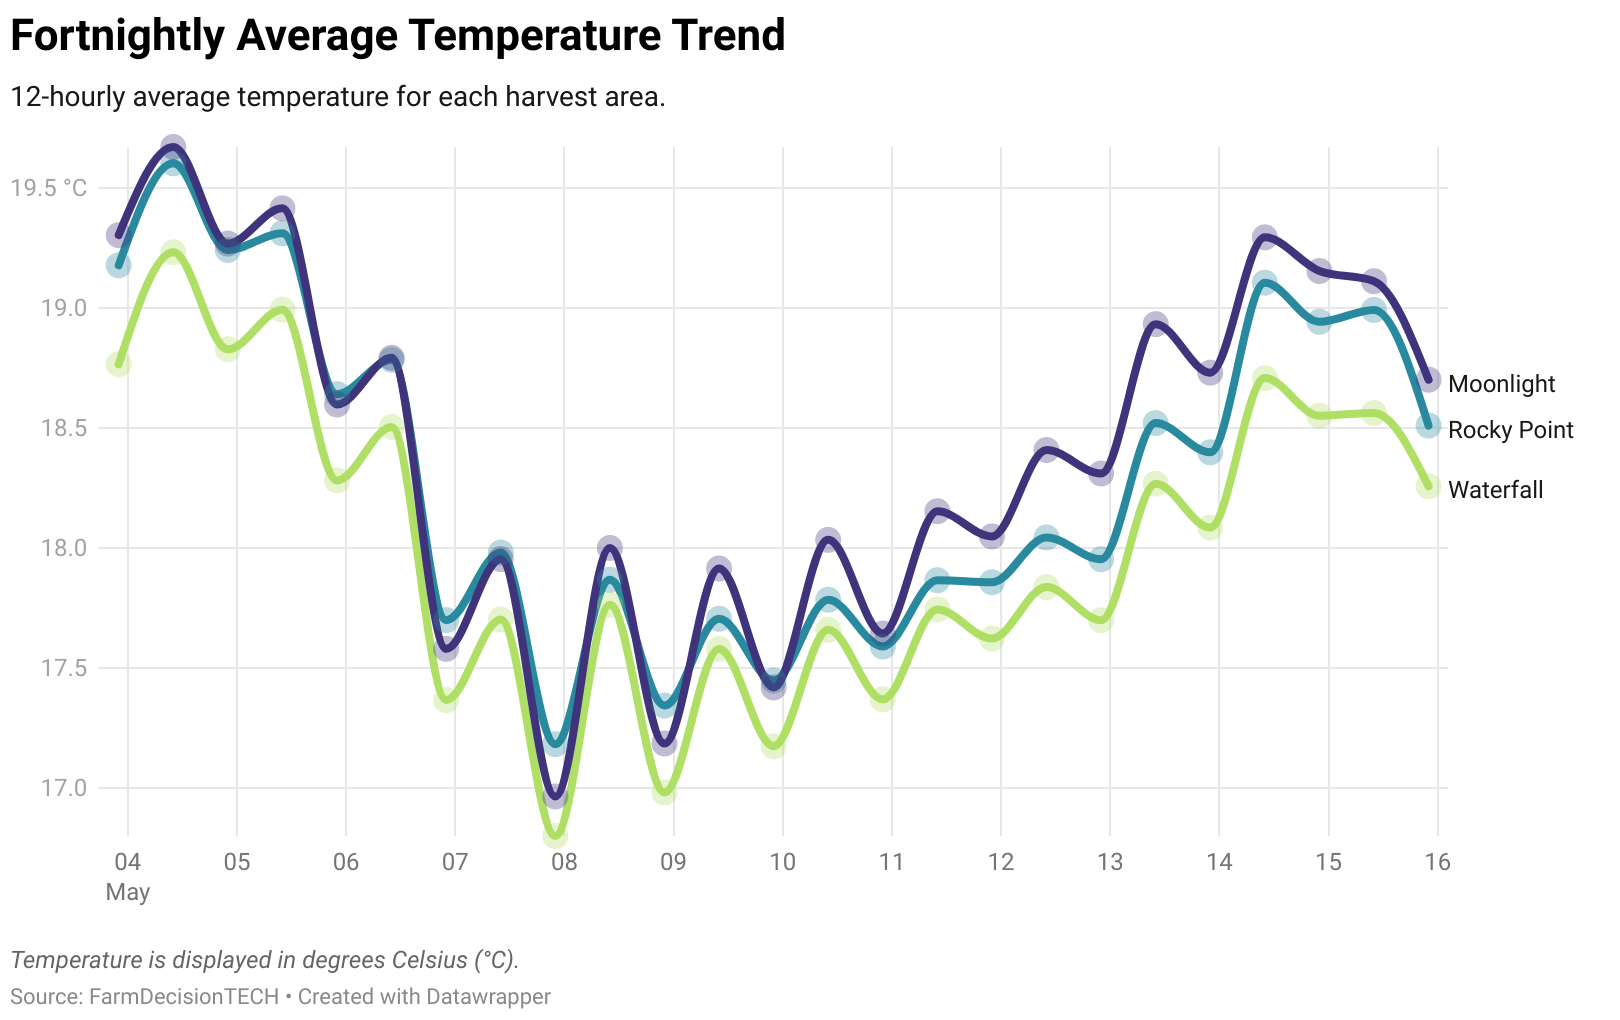 Fortnightly Average Temperature Trend
12-hourly average temperature for each harvest area.
19.5 °C
19.0
18.5
18.0
17.5
17.0
Moonlight
Rocky Point
Waterfall
04 05 06 07 08 09 10 11 12 13 14 15 16
May
Temperature is displayed in degrees Celsius (°C).
Source: FarmDecisionTECH • Created with Datawrapper